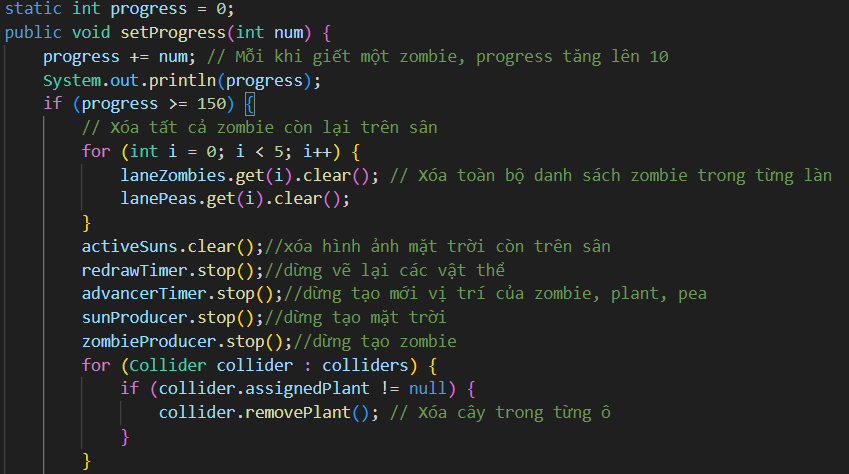 static int progress = 0;
public void setProgress(int num) {
progress += num; // Mỗi khi giết một zombie, progress tăng lên 10
System.out.println(progress);
if (progress >= 150) {
// Xóa tất cả zombie còn lại trên sân
for (int i = 0; i < 5; i++) {
laneZombies.get(i).clear(); // Xóa toàn bộ danh sách zombie trong từng làn
lanePeas.get(i).clear();
}
activeSuns.clear();//xóa hình ảnh mặt trời còn trên sân
redrawTimer.stop();//dừng vẽ lại các vật thể
advancerTimer.stop();//dừng tạo mới vị trí của zombie, plant, pea
sunProducer.stop();//dừng tạo mặt trời
zombieProducer.stop();//dừng tạo zombie
for (Collider collider : colliders) {
if (collider.assignedPlant != null) {
collider.removePlant(); // Xóa cây trong từng ô
}
}